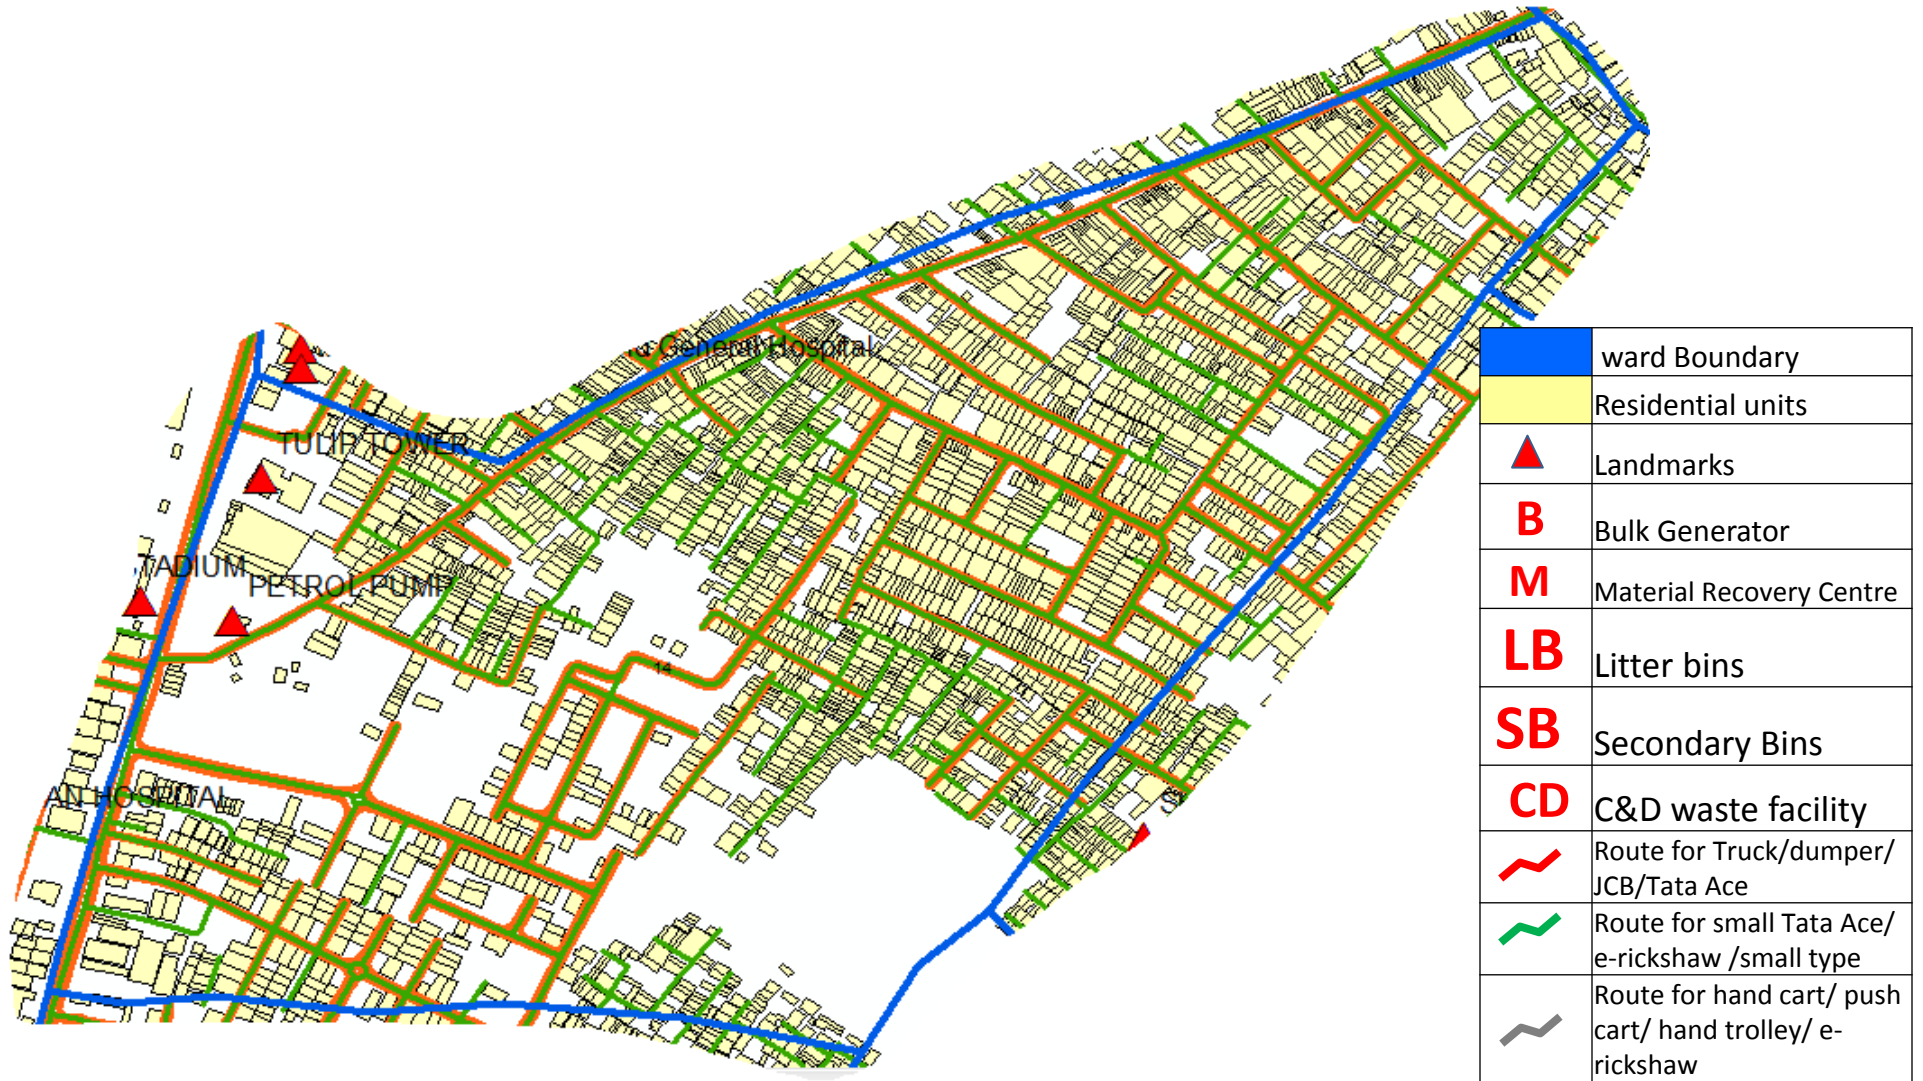 General Hospital
TULIP TOWER
TADIUM
PETROL PUMP
14
AN HOSPITAL
S
ward Boundary
Residential units
Landmarks
B
Bulk Generator
M
Material Recovery Centre
LB
Litter bins
SB
Secondary Bins
CD
C&D waste facility
Route for Truck/dumper/
JCB/Tata Ace
Route for small Tata Ace/
e-rickshaw /small type
Route for hand cart/ push
cart/ hand trolley/ e-
rickshaw